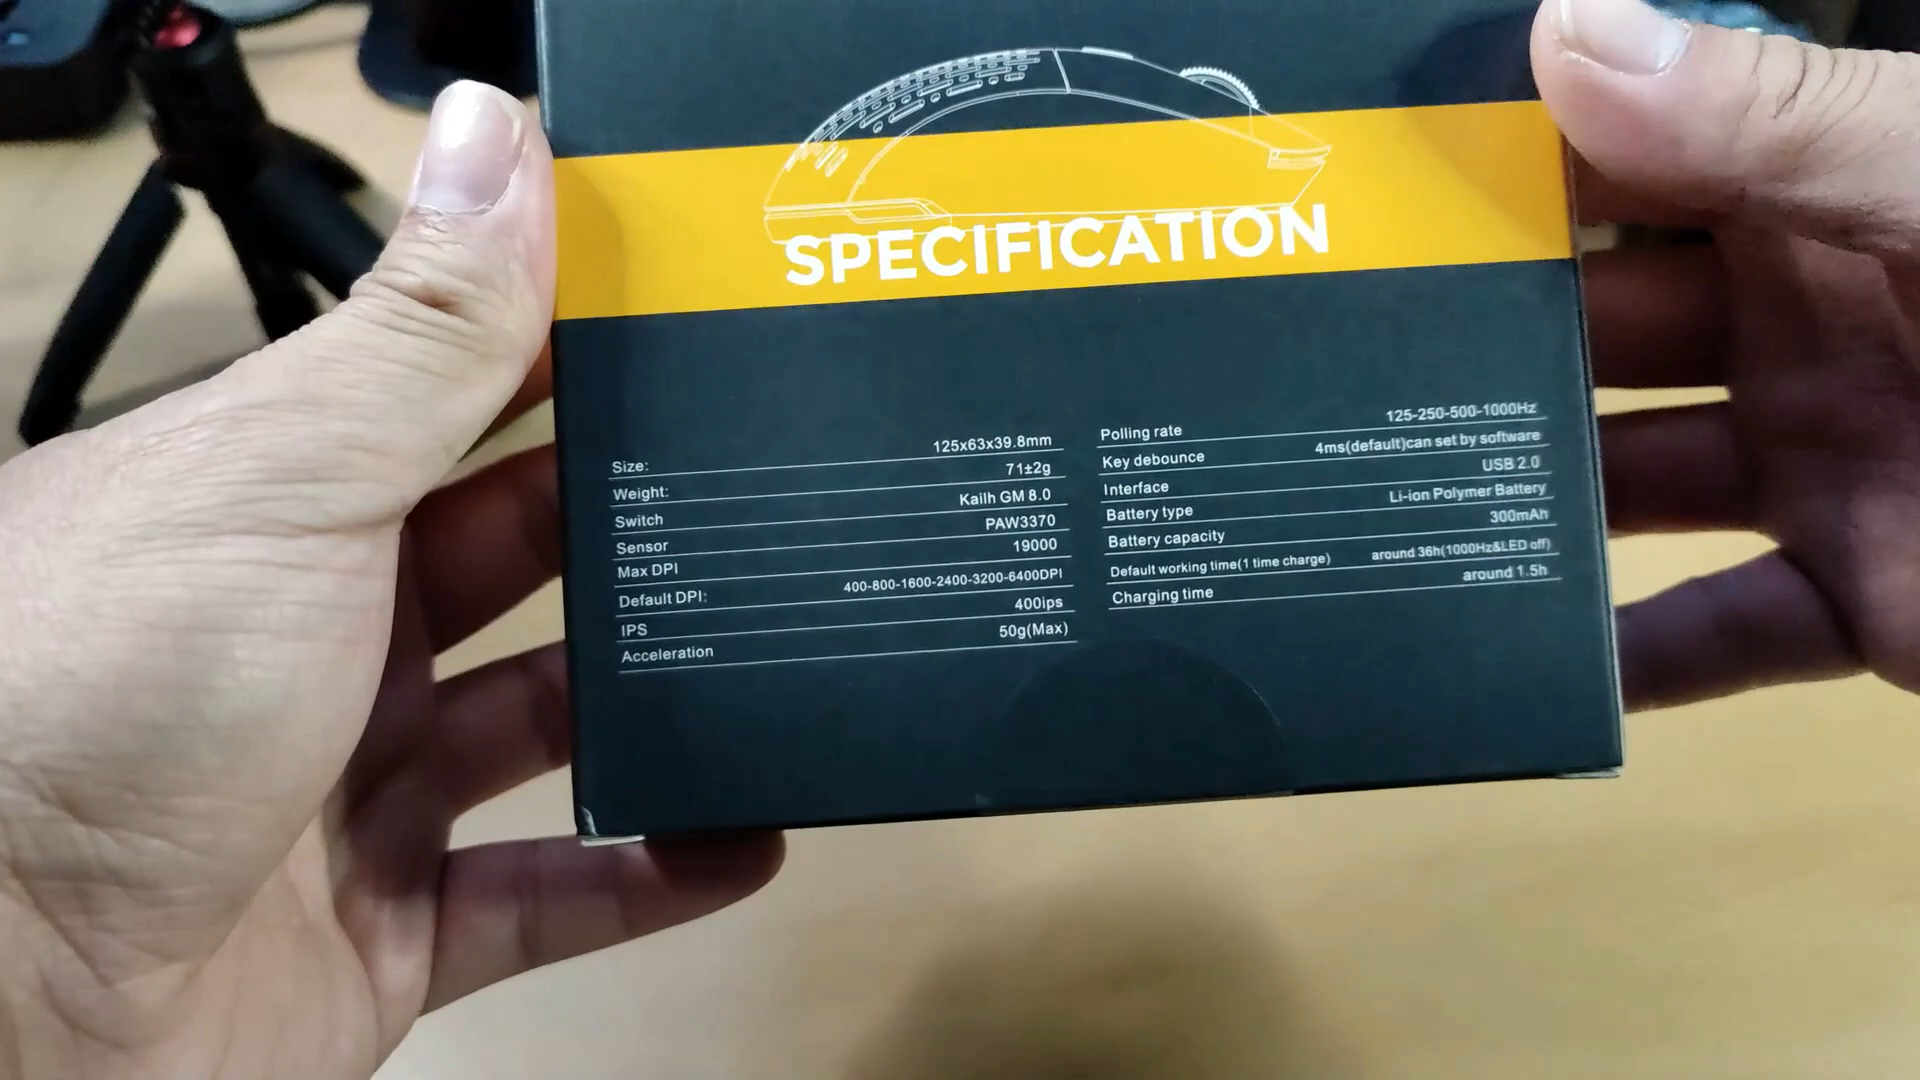 SPECIFICATION
Size: 125x63x39.8mm
Weight: 71±2g
Switch Kailh GM 8.0
Sensor PAW3370
Max DPI 19000
Default DPI: 400-800-1600-2400-3200-6400DPI
IPS 400ips
Acceleration 50g(Max)
Polling rate 125-250-500-1000Hz
Key debounce 4ms(default)can set by software
Interface USB 2.0
Battery type Li-ion Polymer Battery
Battery capacity 300mAh
Default working time(1 time charge) around 36h(1000Hz&LED off)
Charging time around 1.5h